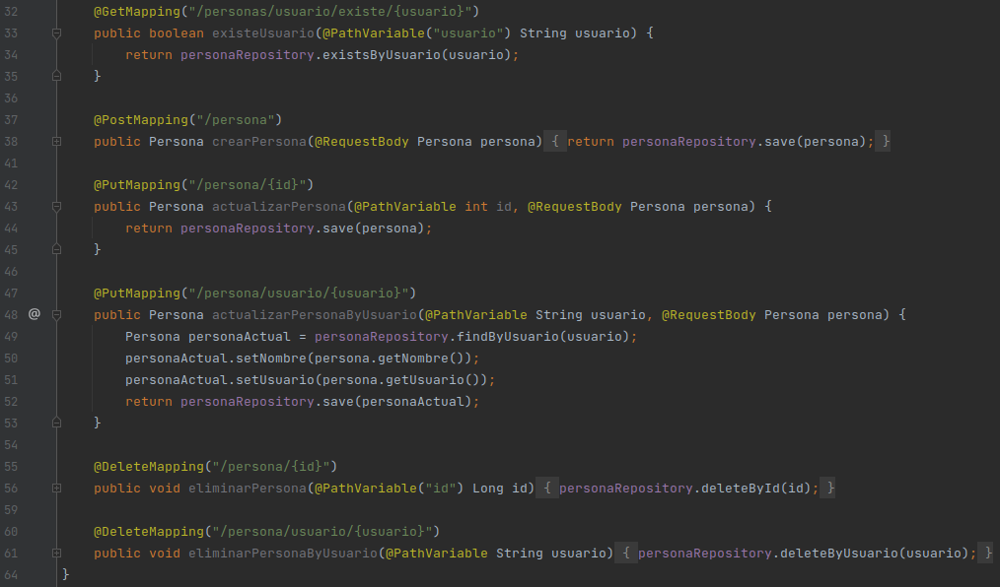 32 @GetMapping("/personas/usuario/existe/{usuario}")
33 public boolean existeUsuario(@PathVariable("usuario") String usuario) {
34 return personaRepository.existsByUsuario(usuario);
35 }
36
37 @PostMapping("/persona")
38 public Persona crearPersona(@RequestBody Persona persona) { return personaRepository.save(persona); }
41
42 @PutMapping("/persona/{id}")
43 public Persona actualizarPersona(@PathVariable int id, @RequestBody Persona persona) {
44 return personaRepository.save(persona);
45 }
46
47 @PutMapping("/persona/usuario/{usuario}")
48 @ public Persona actualizarPersonaByUsuario(@PathVariable String usuario, @RequestBody Persona persona) {
49 Persona personaActual = personaRepository.findByUsuario(usuario);
50 personaActual.setNombre(persona.getNombre());
51 personaActual.setUsuario(persona.getUsuario());
52 return personaRepository.save(personaActual);
53 }
54
55 @DeleteMapping("/persona/{id}")
56 public void eliminarPersona(@PathVariable("id") Long id) { personaRepository.deleteById(id); }
59
60 @DeleteMapping("/persona/usuario/{usuario}")
61 public void eliminarPersonaByUsuario(@PathVariable String usuario) { personaRepository.deleteByUsuario(usuario); }
64 }